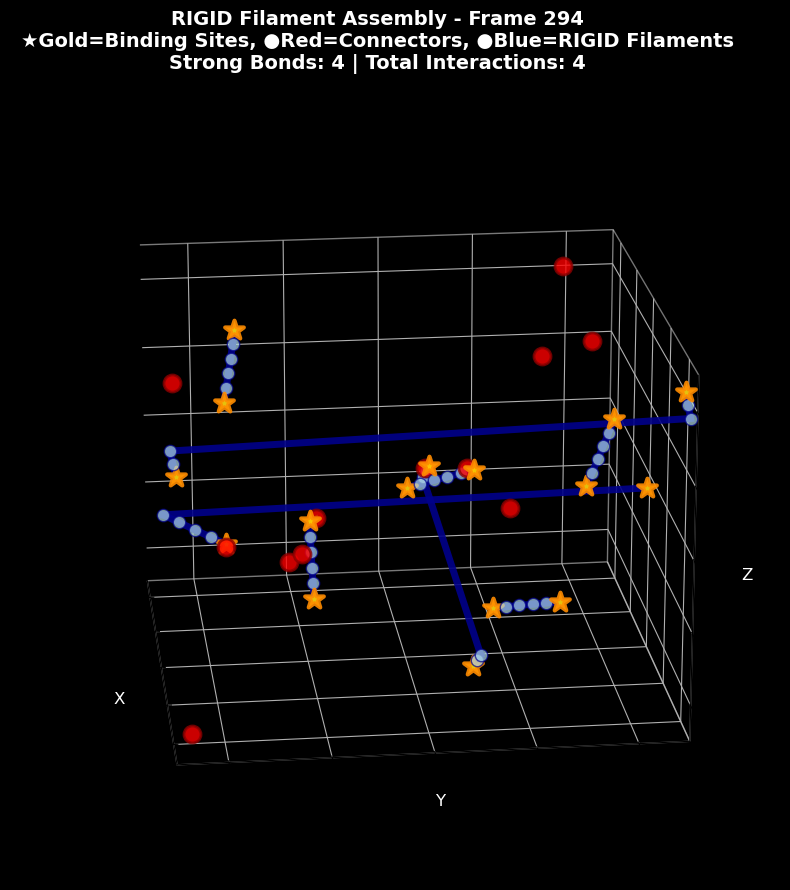 RIGID Filament Assembly - Frame 294
★Gold=Binding Sites, ●Red=Connectors, ●Blue=RIGID Filaments
Strong Bonds: 4 | Total Interactions: 4
Z
X
Y